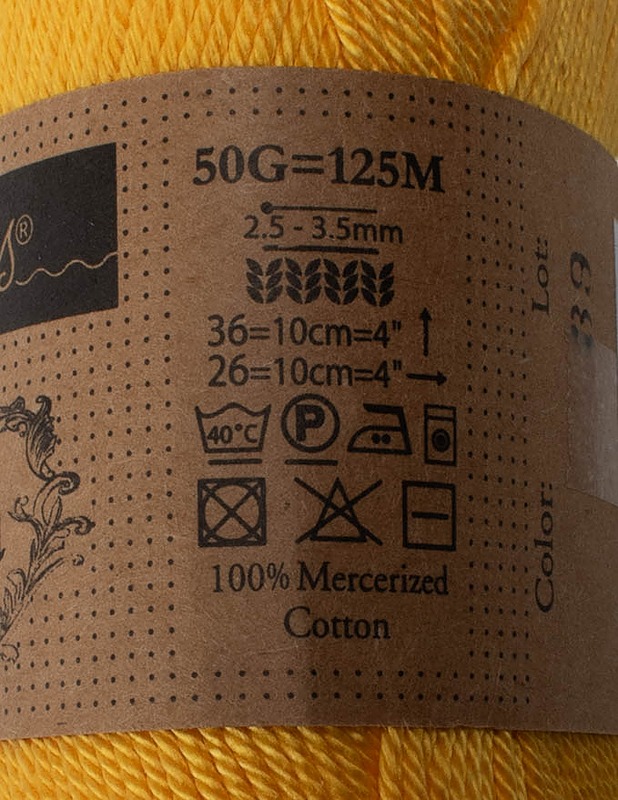 50G=125M
2.5 - 3.5mm
36=10cm=4"
26=10cm=4"
40°C
P
100% Mercerized
Cotton
s®
Lot:
Color: